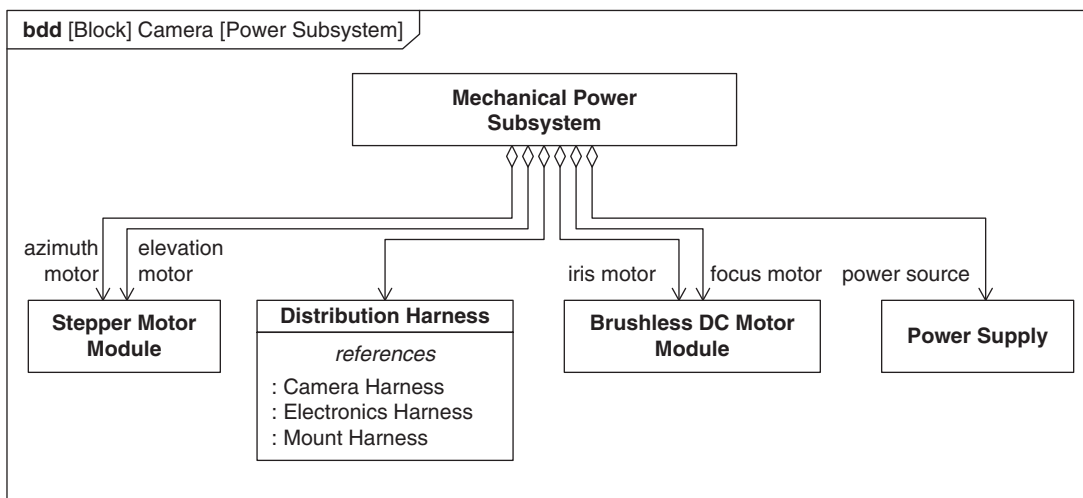 bdd [Block] Camera [Power Subsystem]
Mechanical Power
Subsystem
azimuth
motor
elevation
motor
iris motor
focus motor
power source
Stepper Motor
Module
Distribution Harness
references
: Camera Harness
: Electronics Harness
: Mount Harness
Brushless DC Motor
Module
Power Supply